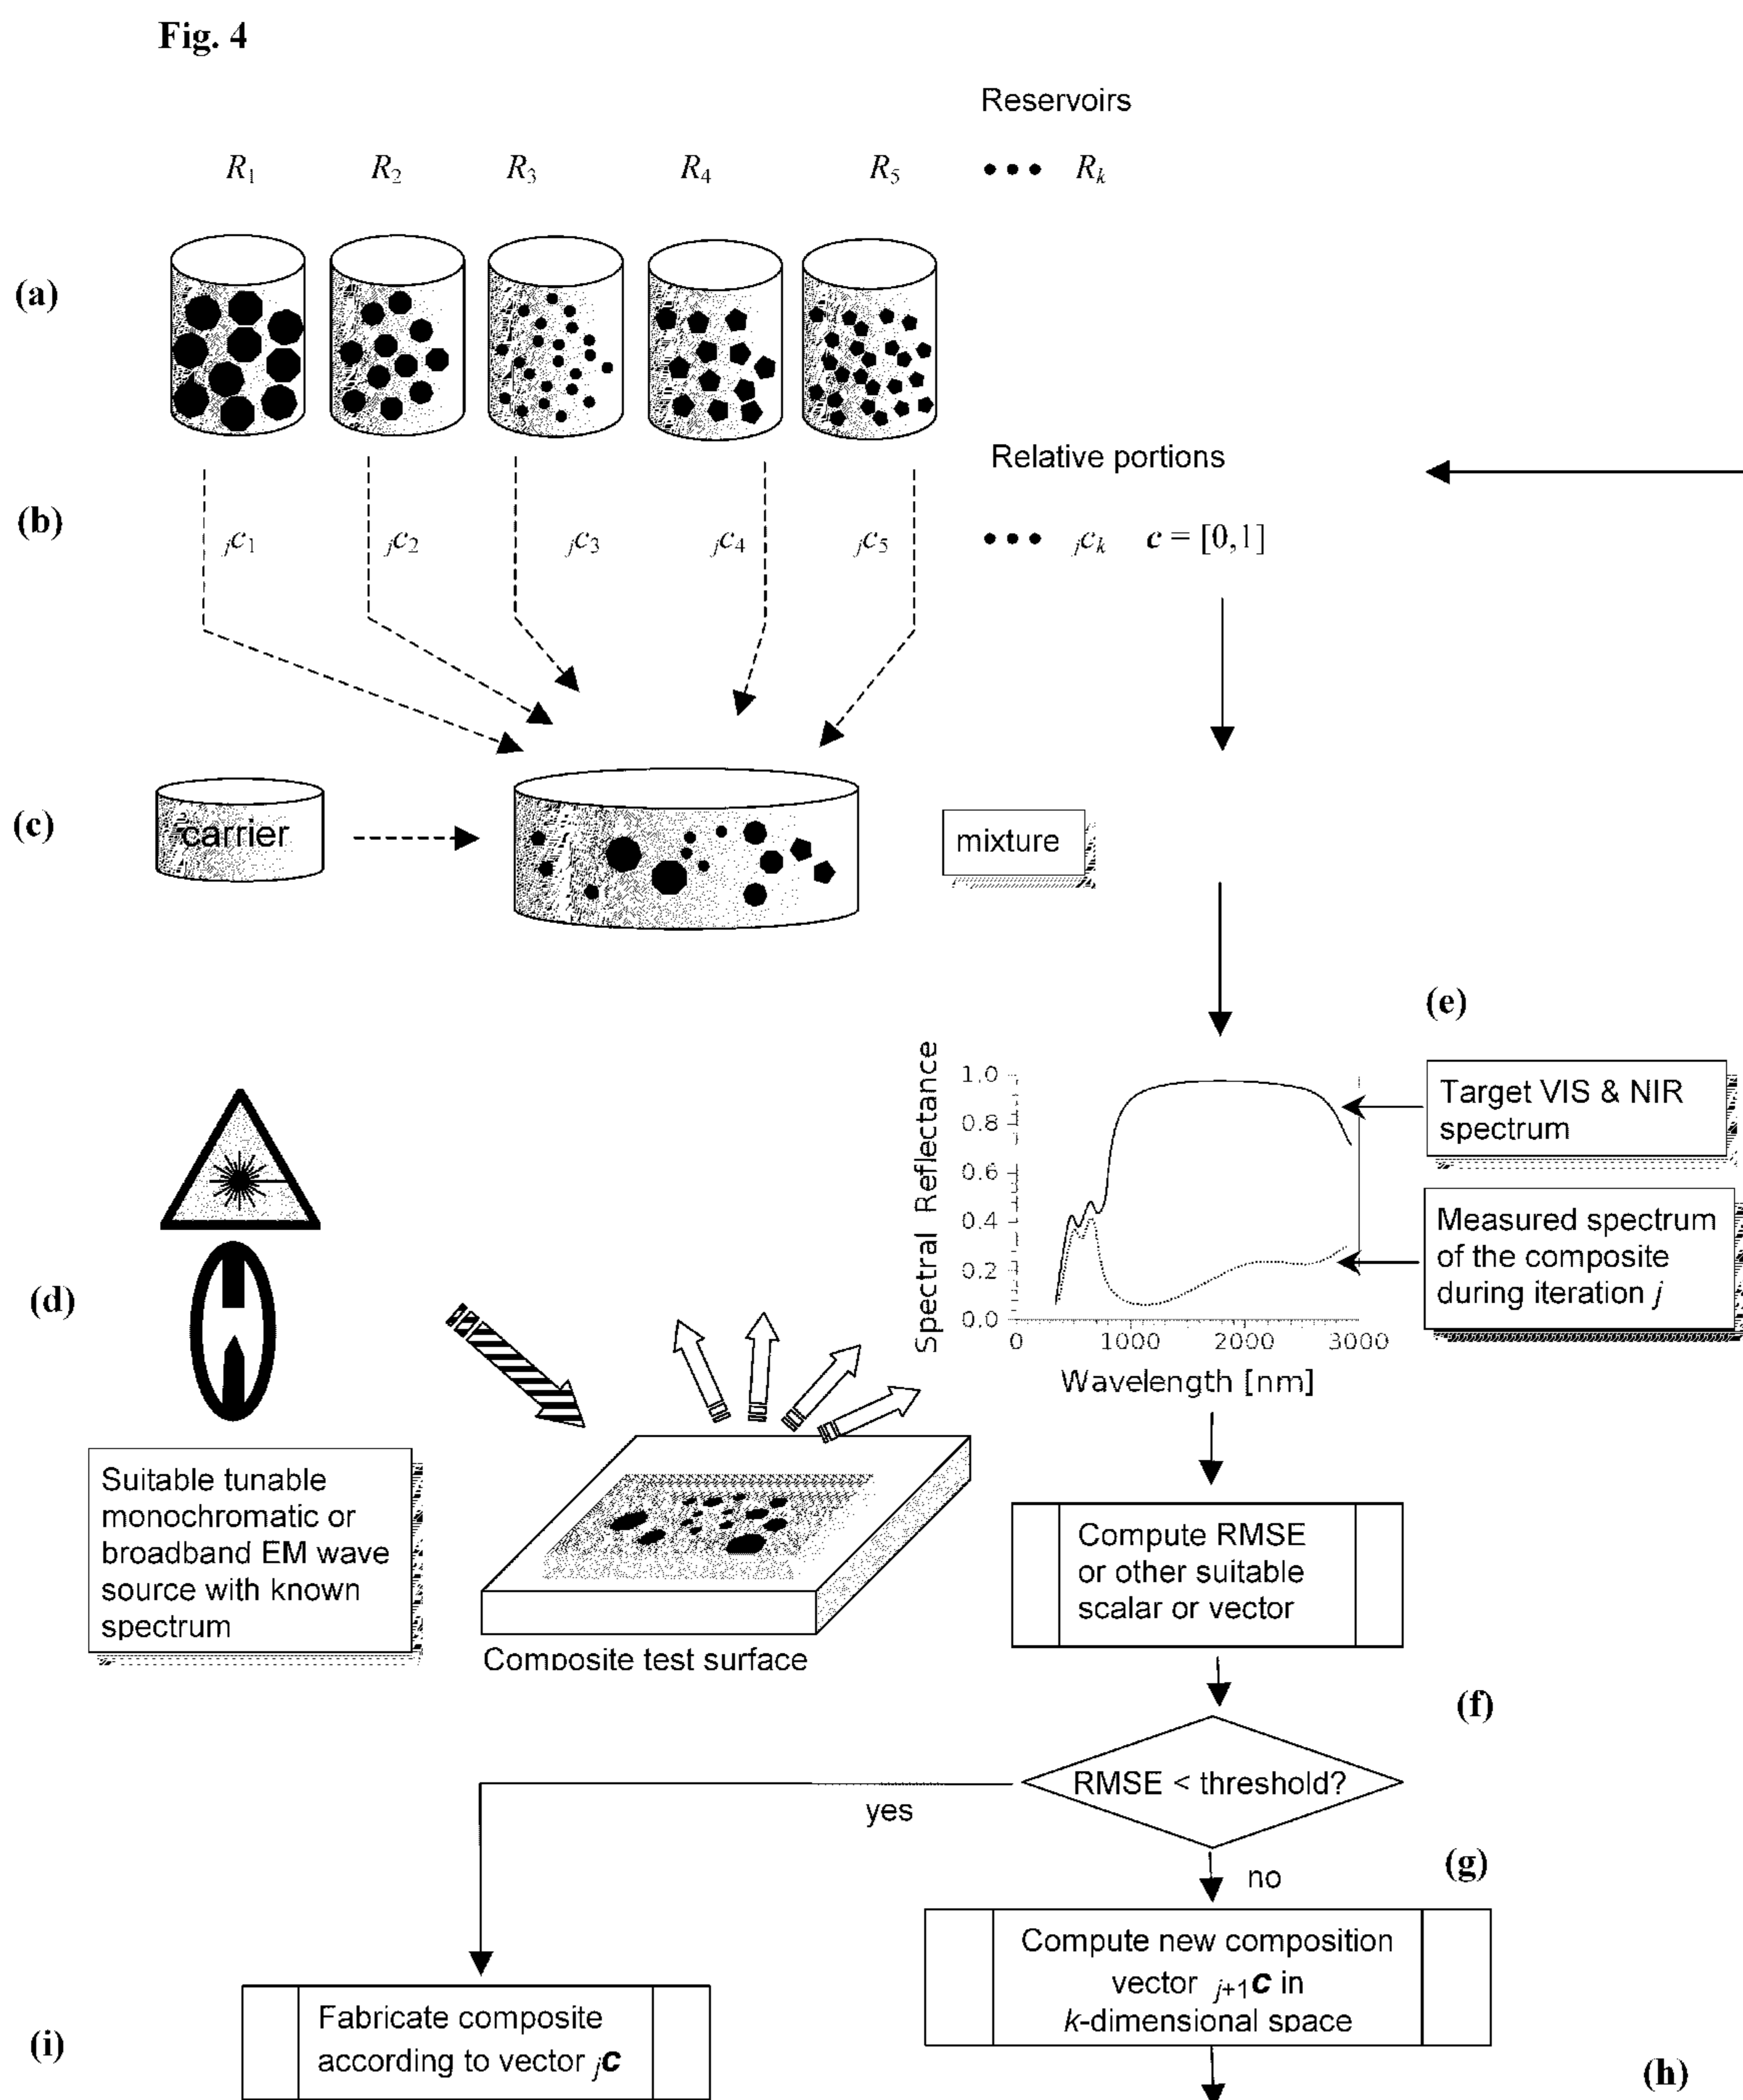 Fig. 4
Reservoirs
R1 R2 R3 R4 R5 ••• Rk
(a)
Relative portions
(b)
jc1 jc2 jc3 jc4 jc5 ••• jck c = [0,1]
(c)
carrier
mixture
(e)
Spectral Reflectance
1.0
0.8
0.6
0.4
0.2
0.0
0 1000 2000 3000
Wavelength [nm]
Target VIS & NIR
spectrum
Measured spectrum
of the composite
during iteration j
(d)
Suitable tunable
monochromatic or
broadband EM wave
source with known
spectrum
Composite test surface
Compute RMSE
or other suitable
scalar or vector
(f)
RMSE < threshold?
yes
no
(g)
Compute new composition
vector j+1c in
k-dimensional space
(i)
Fabricate composite
according to vector jc
(h)